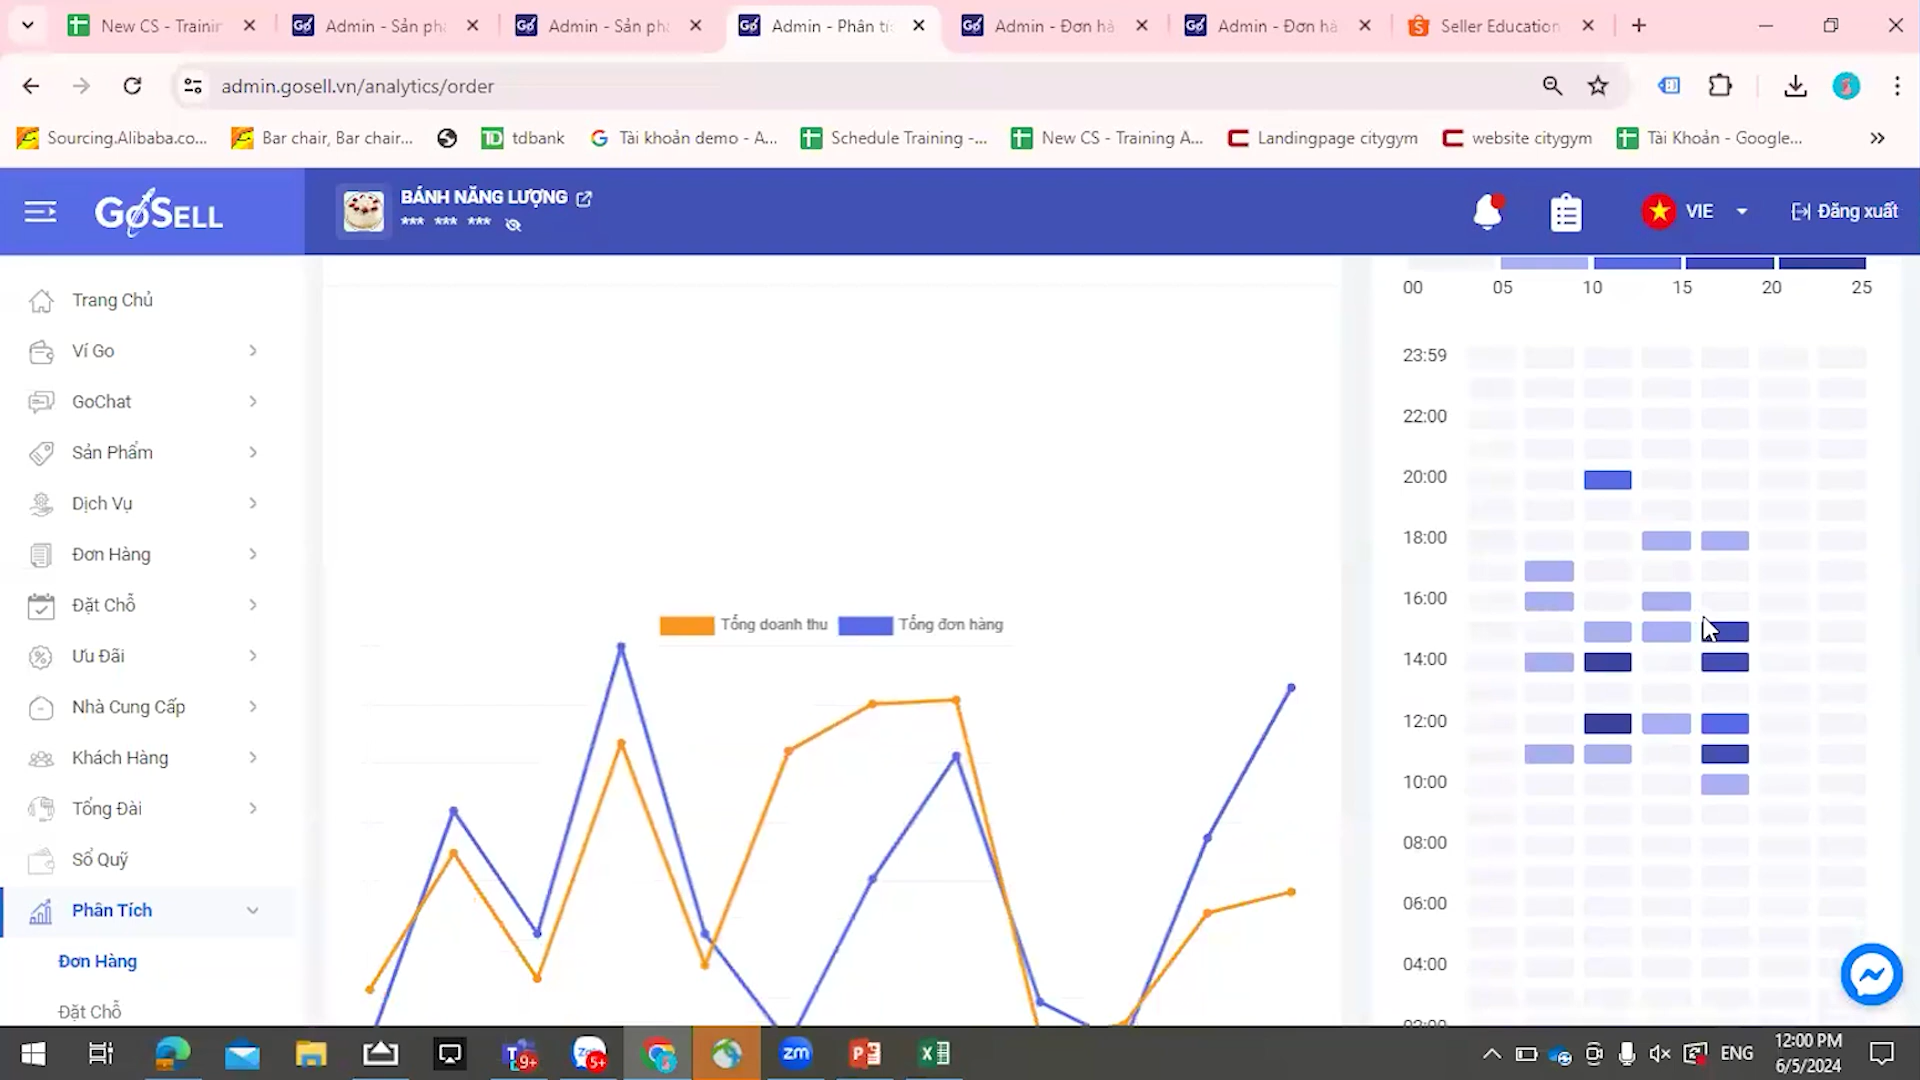 New CS - Trainir
Admin - Sản phẩ
Admin - Sản phẩ
Admin - Phân tí
Admin - Đơn hà
Admin - Đơn hà
Seller Education
admin.gosell.vn/analytics/order
Sourcing.Alibaba.co...
Bar chair, Bar chair...
tdbank
Tài khoản demo - A...
Schedule Training -...
New CS - Training A...
Landingpage citygym
website citygym
Tài Khoản - Google...
GoSELL
BÁNH NĂNG LƯỢNG
*** *** ***
VIE
Đăng xuất
Trang Chủ
Ví Go
GoChat
Sản Phẩm
Dịch Vụ
Đơn Hàng
Đặt Chỗ
Ưu Đãi
Nhà Cung Cấp
Khách Hàng
Tổng Đài
Sổ Quỹ
Phân Tích
Đơn Hàng
Đặt Chỗ
Tổng doanh thu
Tổng đơn hàng
00 05 10 15 20 25
23:59
22:00
20:00
18:00
16:00
14:00
12:00
10:00
08:00
06:00
04:00
ENG
12:00 PM
6/5/2024